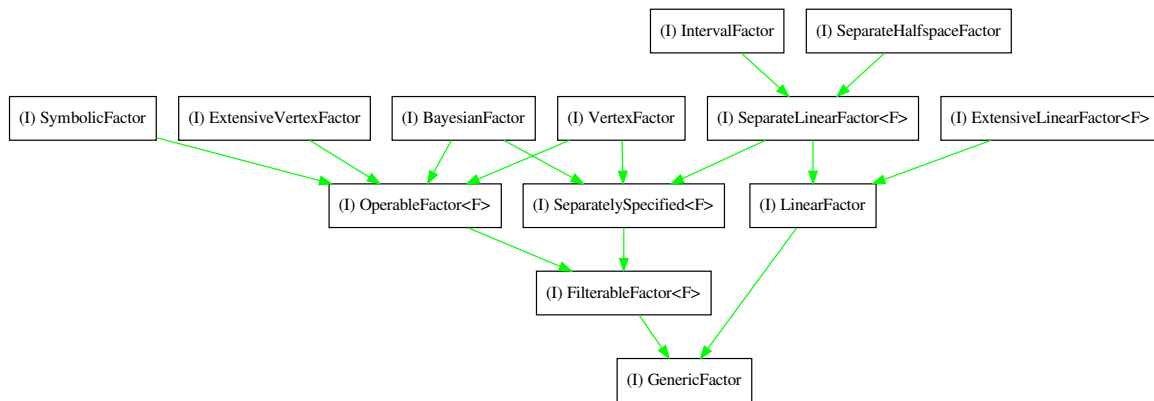 (I) IntervalFactor
(I) SeparateHalfspaceFactor
(I) SymbolicFactor
(I) ExtensiveVertexFactor
(I) BayesianFactor
(I) VertexFactor
(I) SeparateLinearFactor<F>
(I) ExtensiveLinearFactor<F>
(I) OperableFactor<F>
(I) SeparatelySpecified<F>
(I) LinearFactor
(I) FilterableFactor<F>
(I) GenericFactor